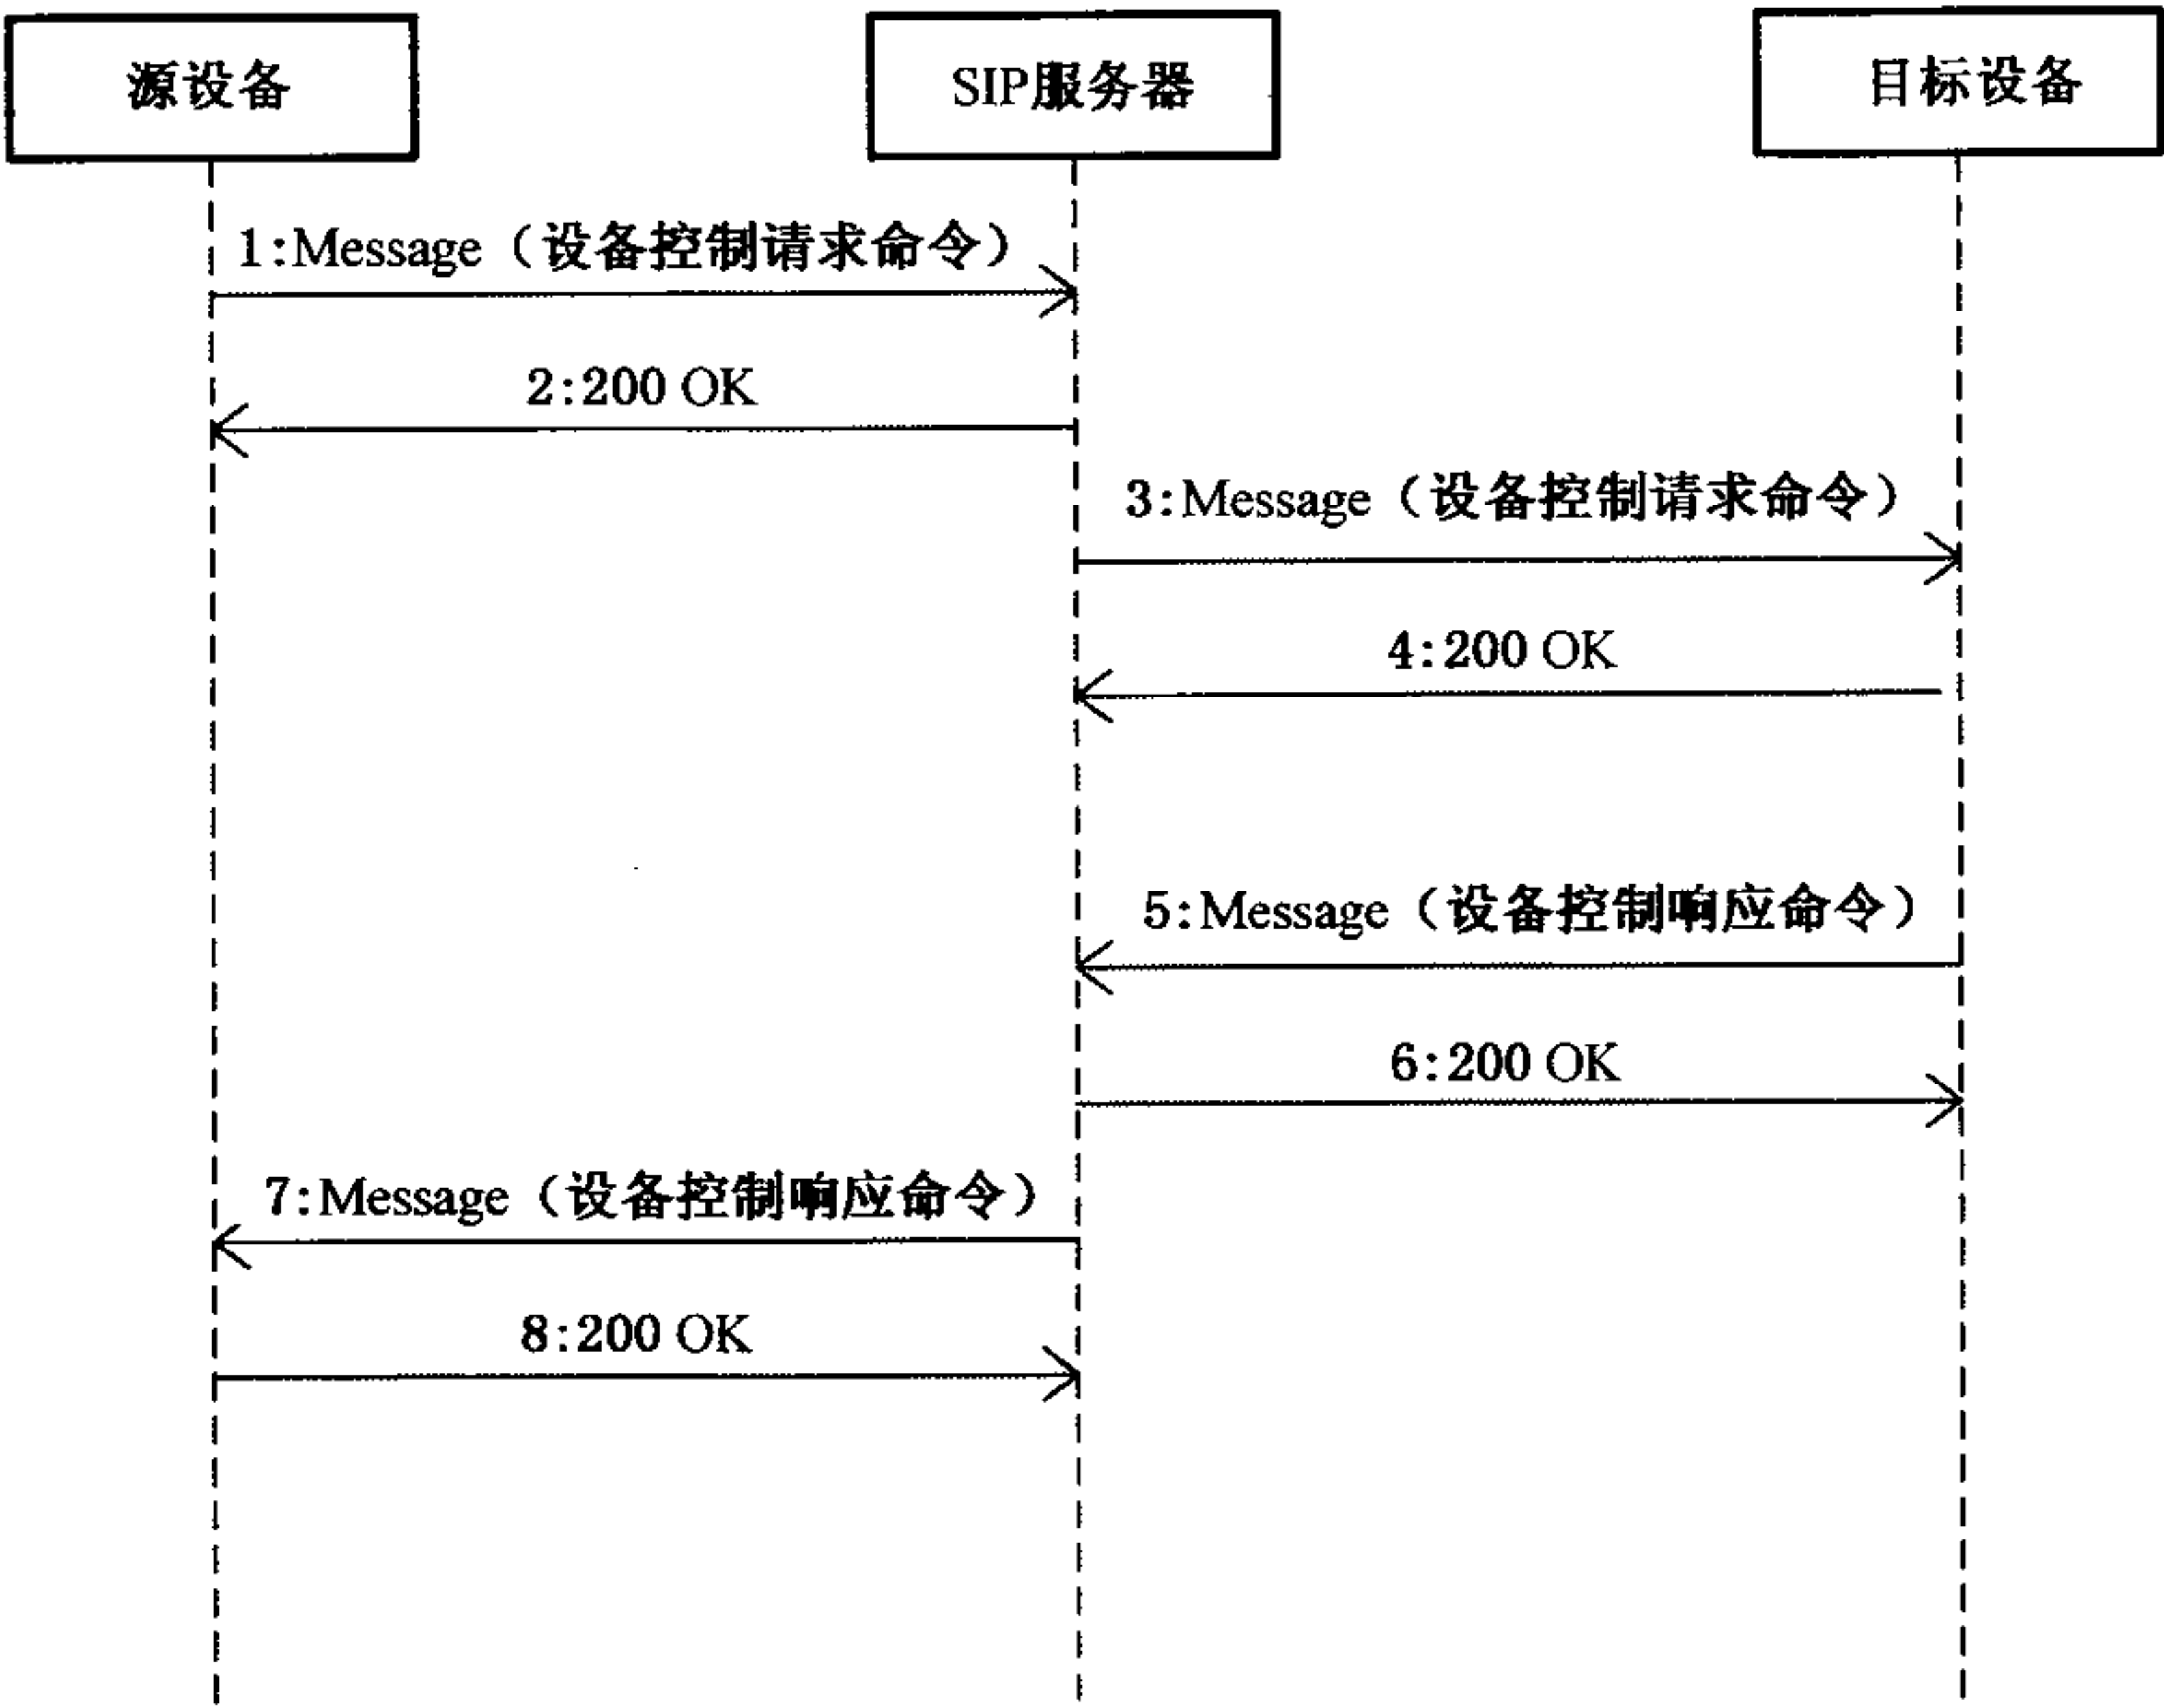 源设备
SIP服务器
目标设备
1:Message（设备控制请求命令）
2:200 OK
3:Message（设备控制请求命令）
4:200 OK
5:Message（设备控制响应命令）
6:200 OK
7:Message（设备控制响应命令）
8:200 OK